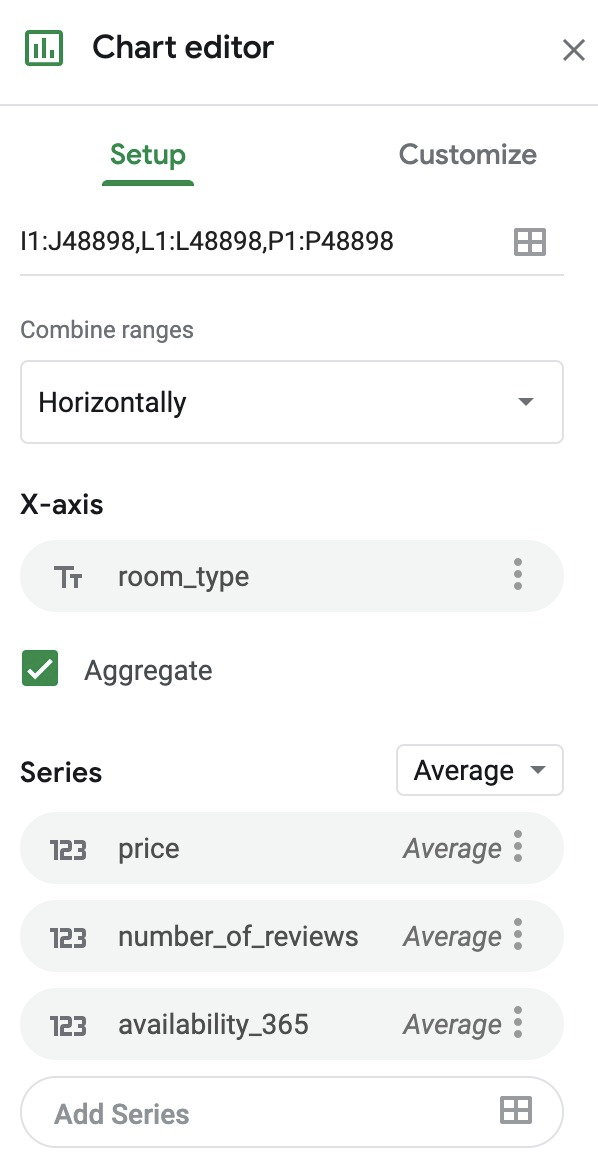 Chart editor
Setup Customize
I1:J48898,L1:L48898,P1:P48898
Combine ranges
Horizontally
X-axis
Tт room_type
Aggregate
Series Average
123 price Average
123 number_of_reviews Average
123 availability_365 Average
Add Series